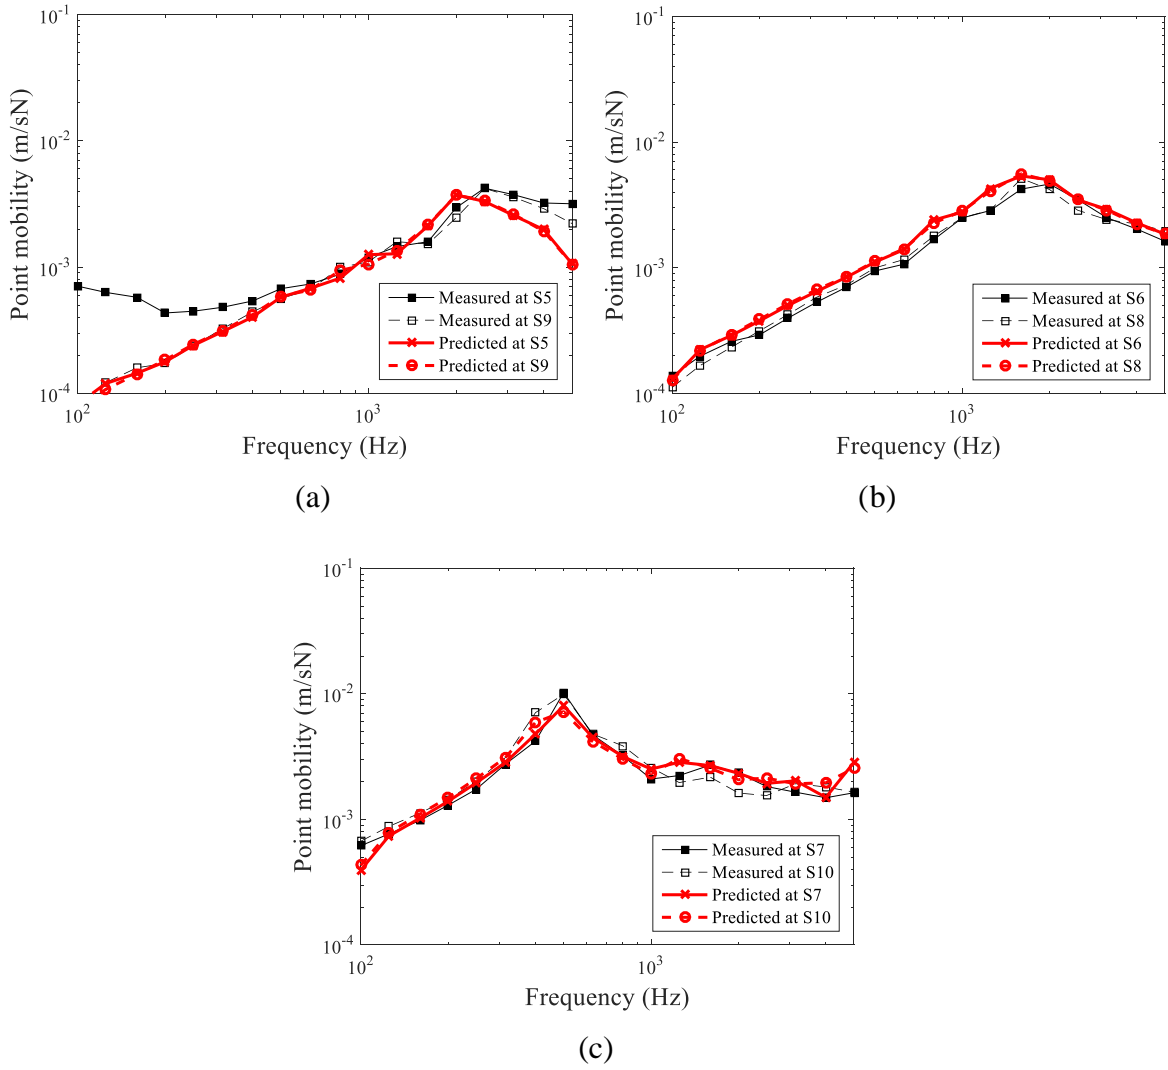 10^-1
10^-2
10^-3
10^-4
Point mobility (m/sN)
10^2
10^3
Frequency (Hz)
Measured at S5
Measured at S9
Predicted at S5
Predicted at S9
(a)
10^-1
10^-2
10^-3
10^-4
Point mobility (m/sN)
10^2
10^3
Frequency (Hz)
Measured at S6
Measured at S8
Predicted at S6
Predicted at S8
(b)
10^-1
10^-2
10^-3
10^-4
Point mobility (m/sN)
10^2
10^3
Frequency (Hz)
Measured at S7
Measured at S10
Predicted at S7
Predicted at S10
(c)